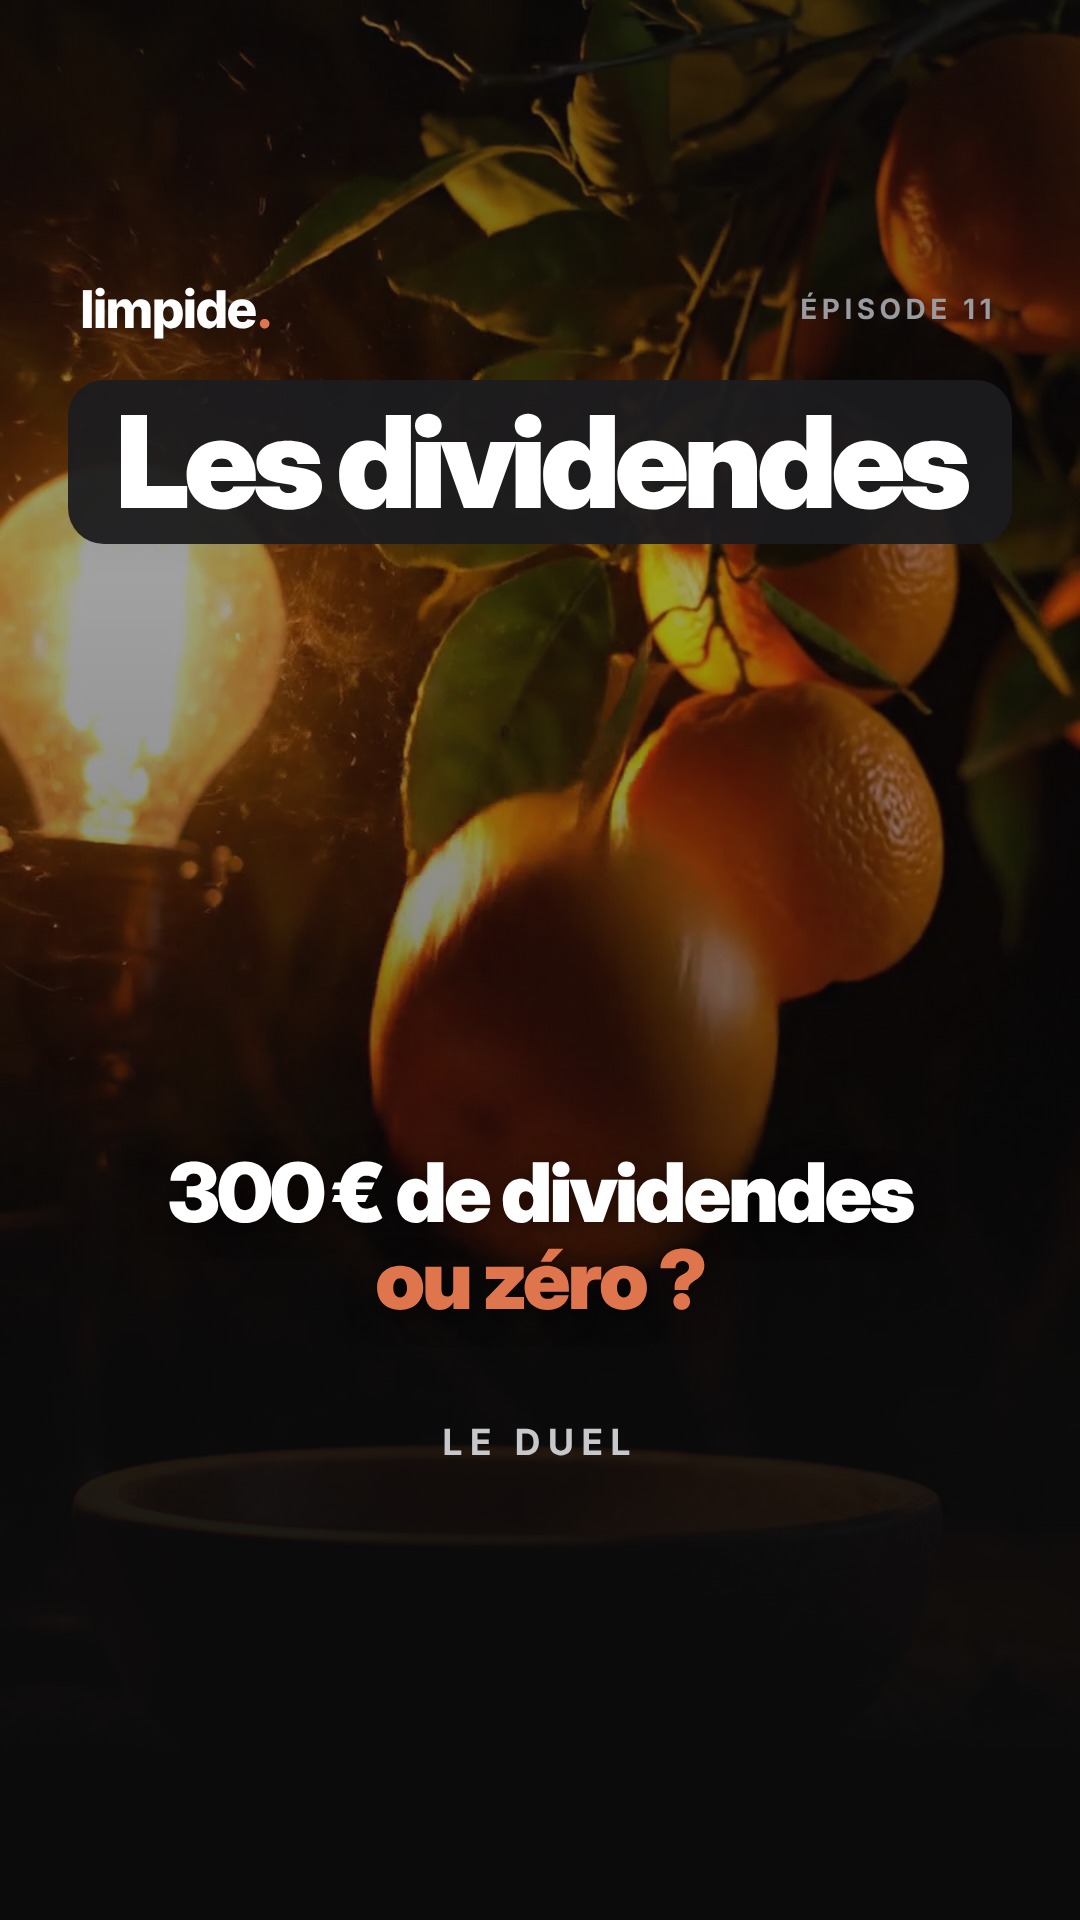 limpide.
ÉPISODE 11
Les dividendes
300 € de dividendes
ou zéro ?
LE DUEL